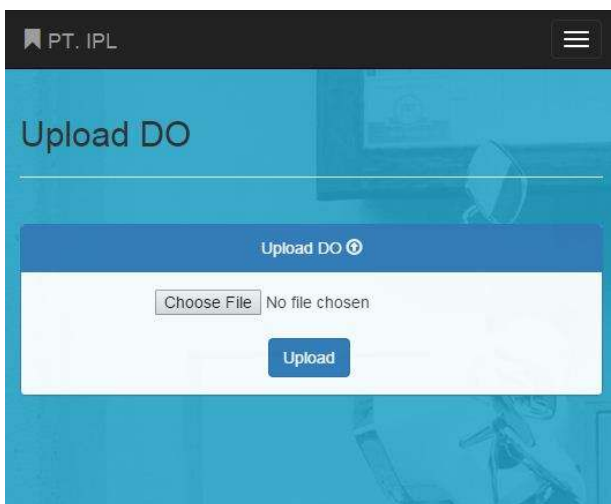 PT. IPL
Upload DO
Upload DO
Choose File No file chosen
Upload